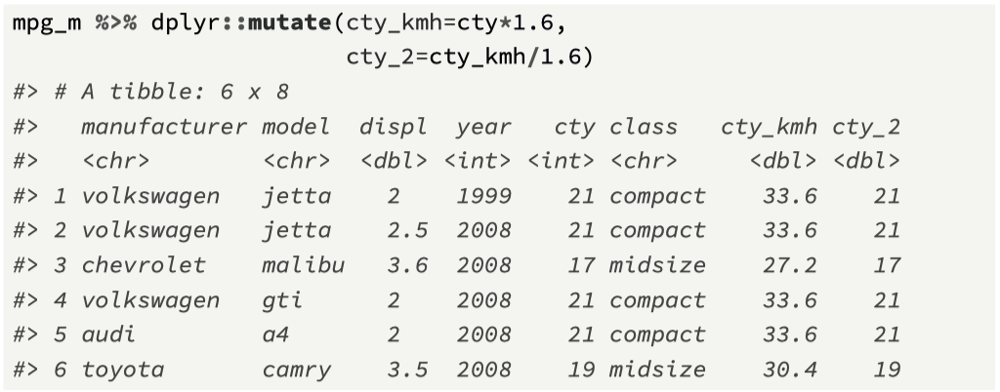 mpg_m %>% dplyr::mutate(cty_kmh=cty*1.6,
                        cty_2=cty_kmh/1.6)
#> # A tibble: 6 x 8
#>   manufacturer model  displ  year   cty class   cty_kmh cty_2
#>   <chr>        <chr>  <dbl> <int> <int> <chr>     <dbl> <dbl>
#> 1 volkswagen   jetta    2    1999    21 compact    33.6    21
#> 2 volkswagen   jetta    2.5  2008    21 compact    33.6    21
#> 3 chevrolet    malibu   3.6  2008    17 midsize    27.2    17
#> 4 volkswagen   gti      2    2008    21 compact    33.6    21
#> 5 audi         a4       2    2008    21 compact    33.6    21
#> 6 toyota       camry    3.5  2008    19 midsize    30.4    19